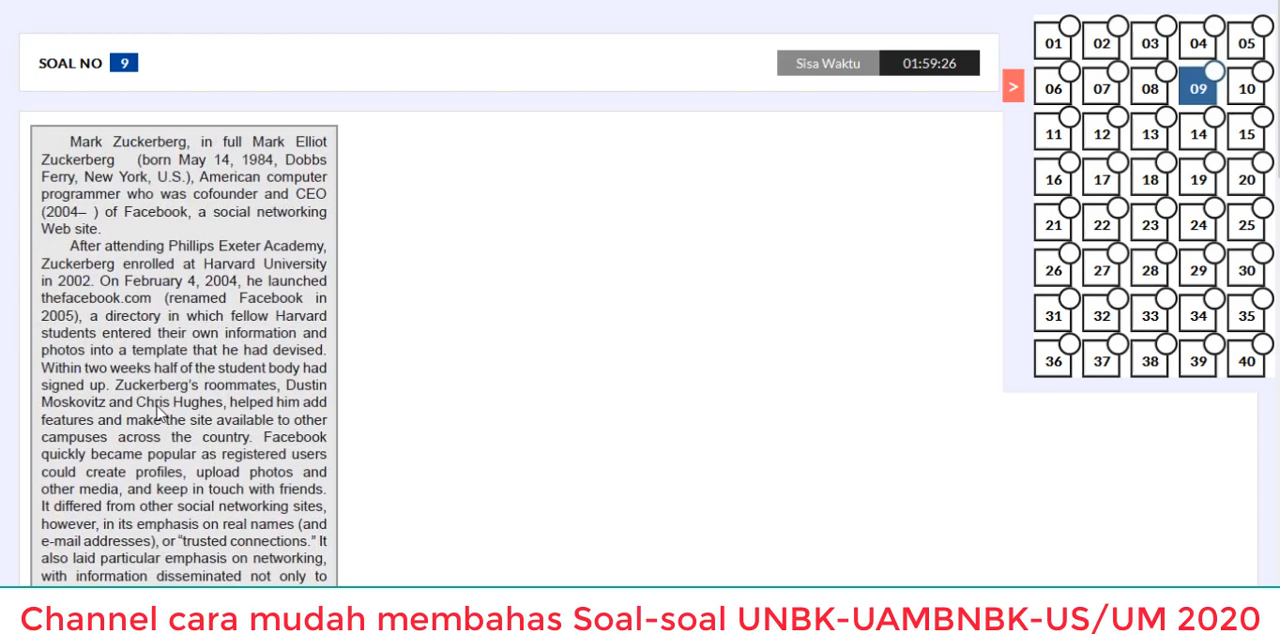 SOAL NO 9
Sisa Waktu 01:59:26
>
01 02 03 04 05
06 07 08 09 10
11 12 13 14 15
16 17 18 19 20
21 22 23 24 25
26 27 28 29 30
31 32 33 34 35
36 37 38 39 40
Mark Zuckerberg, in full Mark Elliot
Zuckerberg (born May 14, 1984, Dobbs
Ferry, New York, U.S.), American computer
programmer who was cofounder and CEO
(2004– ) of Facebook, a social networking
Web site.
After attending Phillips Exeter Academy,
Zuckerberg enrolled at Harvard University
in 2002. On February 4, 2004, he launched
thefacebook.com (renamed Facebook in
2005), a directory in which fellow Harvard
students entered their own information and
photos into a template that he had devised.
Within two weeks half of the student body had
signed up. Zuckerberg's roommates, Dustin
Moskovitz and Chris Hughes, helped him add
features and make the site available to other
campuses across the country. Facebook
quickly became popular as registered users
could create profiles, upload photos and
other media, and keep in touch with friends.
It differed from other social networking sites,
however, in its emphasis on real names (and
e-mail addresses), or “trusted connections.” It
also laid particular emphasis on networking,
with information disseminated not only to
Channel cara mudah membahas Soal-soal UNBK-UAMBNBK-US/UM 2020